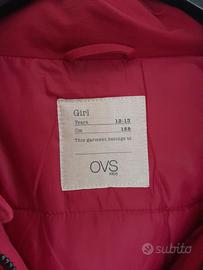 Girl
Years 12-13
Cm 158
This garment belongs to
OVS
KIDS
subito